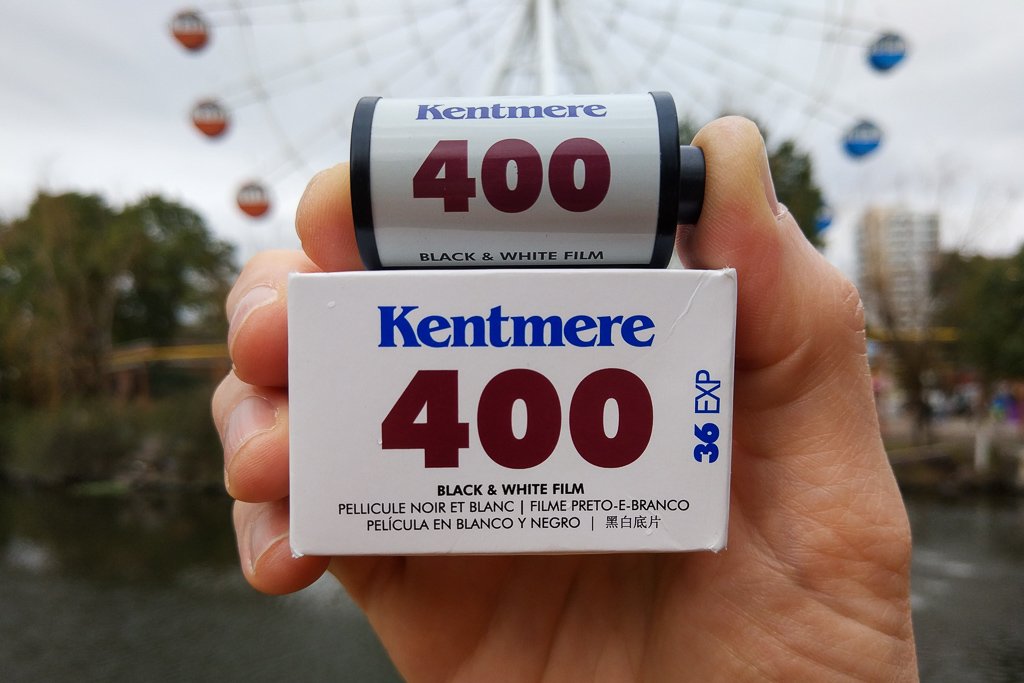 Kentmere
400
BLACK & WHITE FILM
Kentmere
400
36 EXP
BLACK & WHITE FILM
PELLICULE NOIR ET BLANC | FILME PRETO-E-BRANCO
PELÍCULA EN BLANCO Y NEGRO | 黑白底片